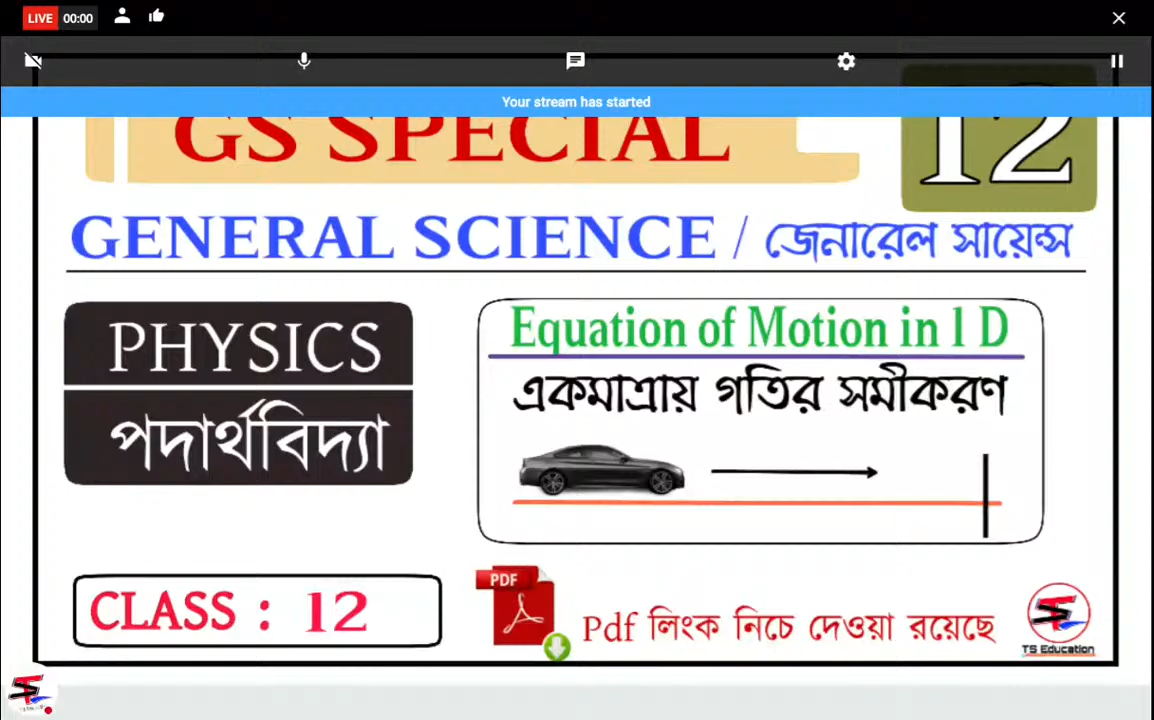 LIVE 00:00
Your stream has started
GS SPECIAL
12
GENERAL SCIENCE / জেনারেল সায়েন্স
PHYSICS
পদার্থবিদ্যা
Equation of Motion in 1 D
একমাত্রায় গতির সমীকরণ
CLASS : 12
PDF
Pdf লিংক নিচে দেওয়া রয়েছে
TS Education